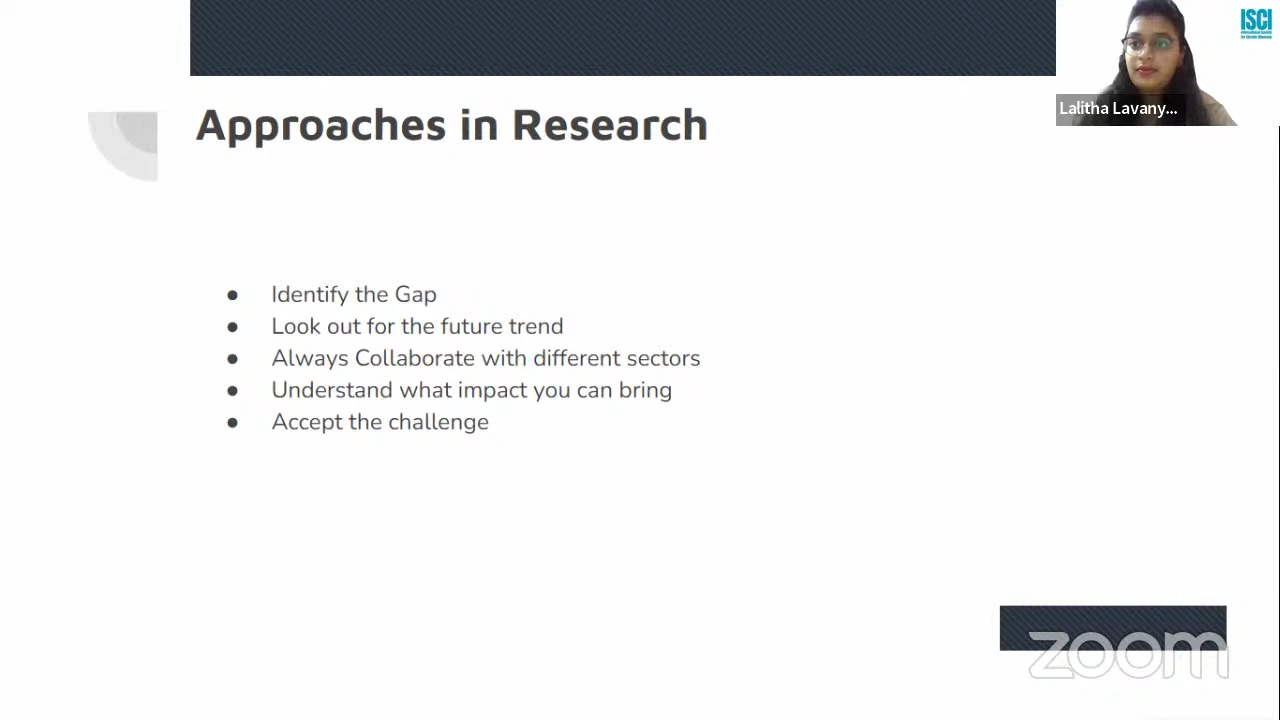 ISCI
Lalitha Lavany...
Approaches in Research
● Identify the Gap
● Look out for the future trend
● Always Collaborate with different sectors
● Understand what impact you can bring
● Accept the challenge
zoom